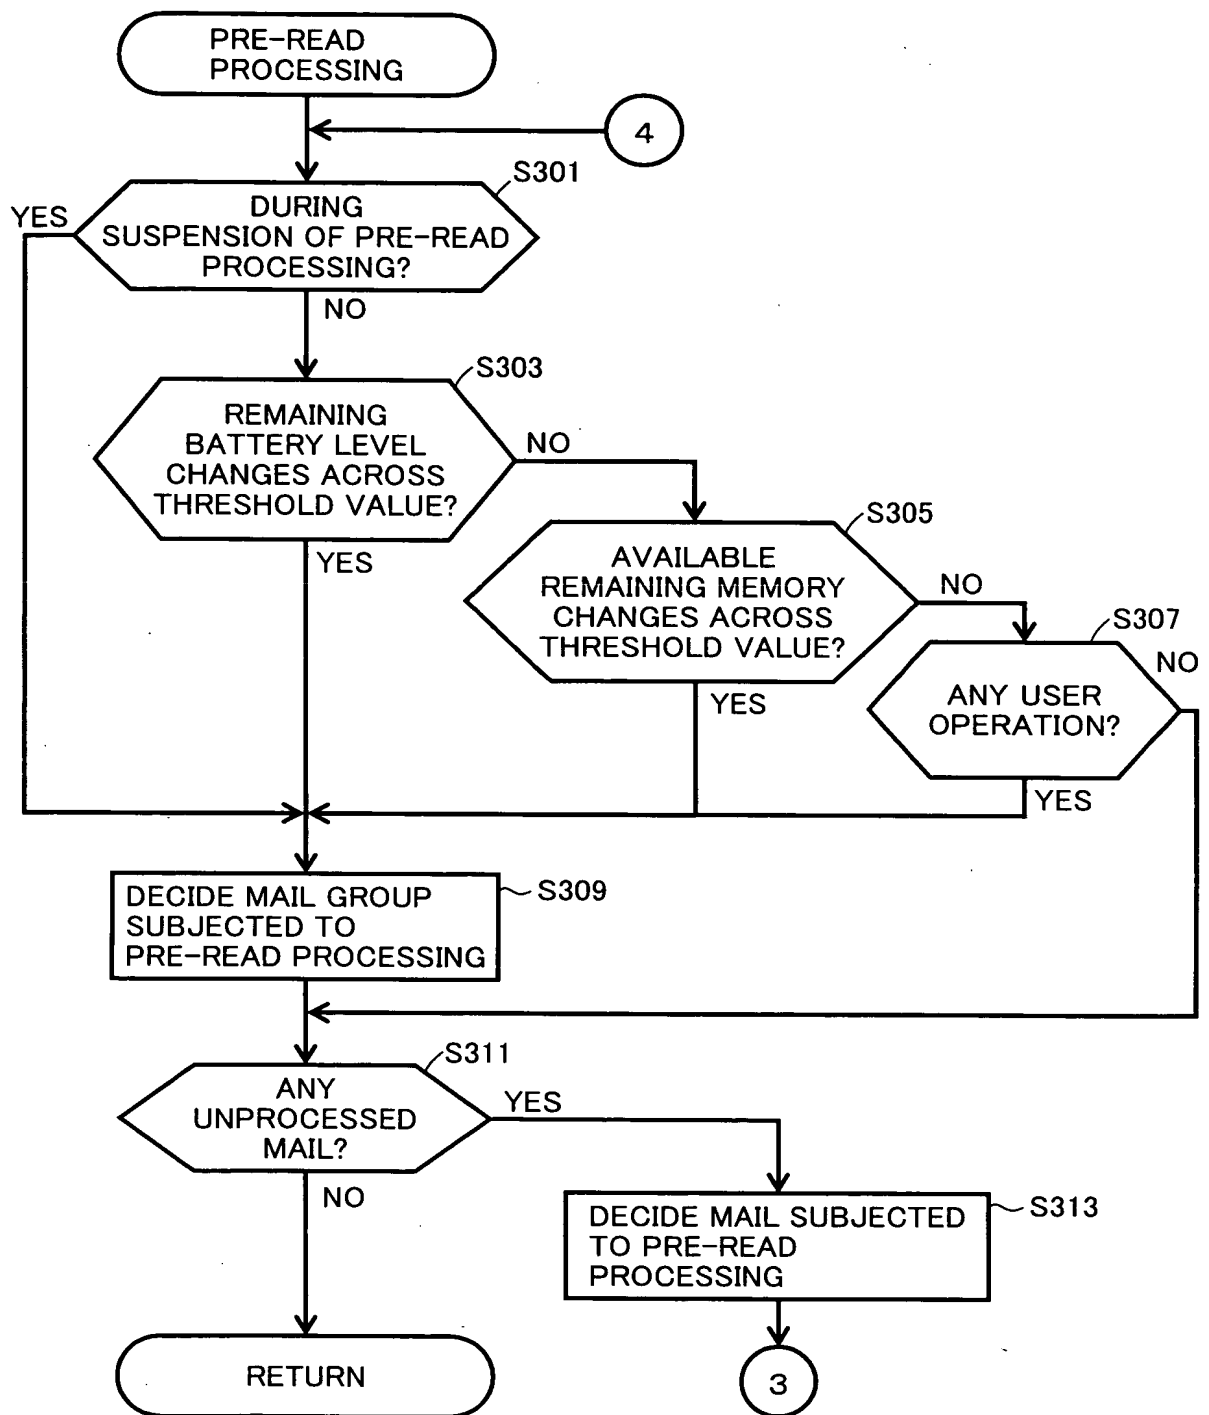 PRE-READ
PROCESSING
4
S301
YES
DURING
SUSPENSION OF PRE-READ
PROCESSING?
NO
S303
REMAINING
BATTERY LEVEL
CHANGES ACROSS
THRESHOLD VALUE?
NO
YES
S305
AVAILABLE
REMAINING MEMORY
CHANGES ACROSS
THRESHOLD VALUE?
NO
YES
S307
NO
ANY USER
OPERATION?
YES
DECIDE MAIL GROUP
SUBJECTED TO
PRE-READ PROCESSING
S309
S311
ANY
UNPROCESSED
MAIL?
YES
NO
DECIDE MAIL SUBJECTED
TO PRE-READ
PROCESSING
S313
RETURN
3